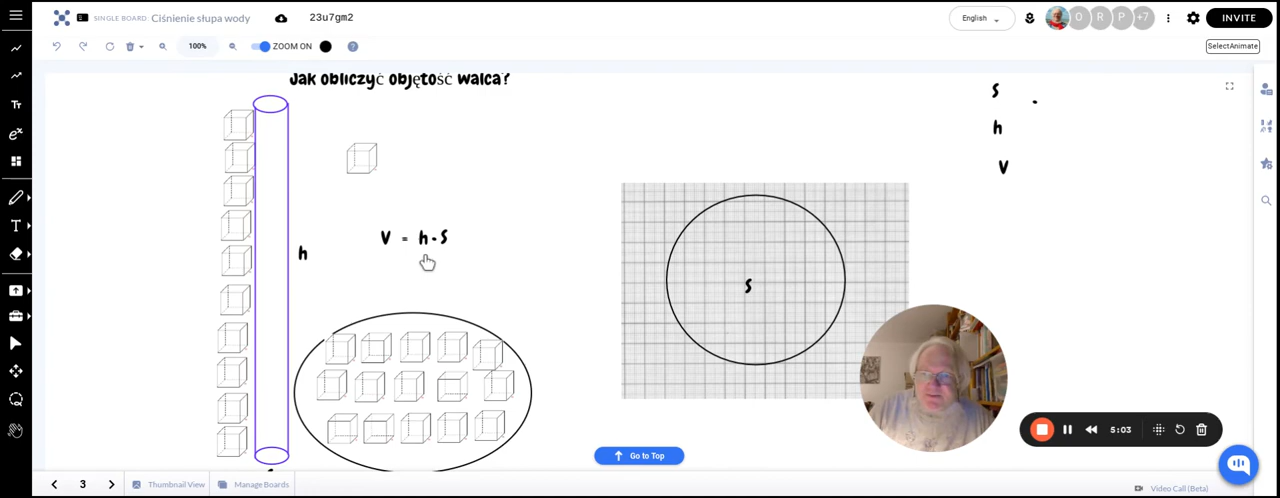 SINGLE BOARD: Ciśnienie słupa wody
23u7gm2
English
O R P +7
INVITE
100%
ZOOM ON
SelectAnimate
Jak obliczyć objętość walca?
S
h
V
h
V = h · S
S
Go to Top
5:03
3
Thumbnail View
Manage Boards
Video Call (Beta)